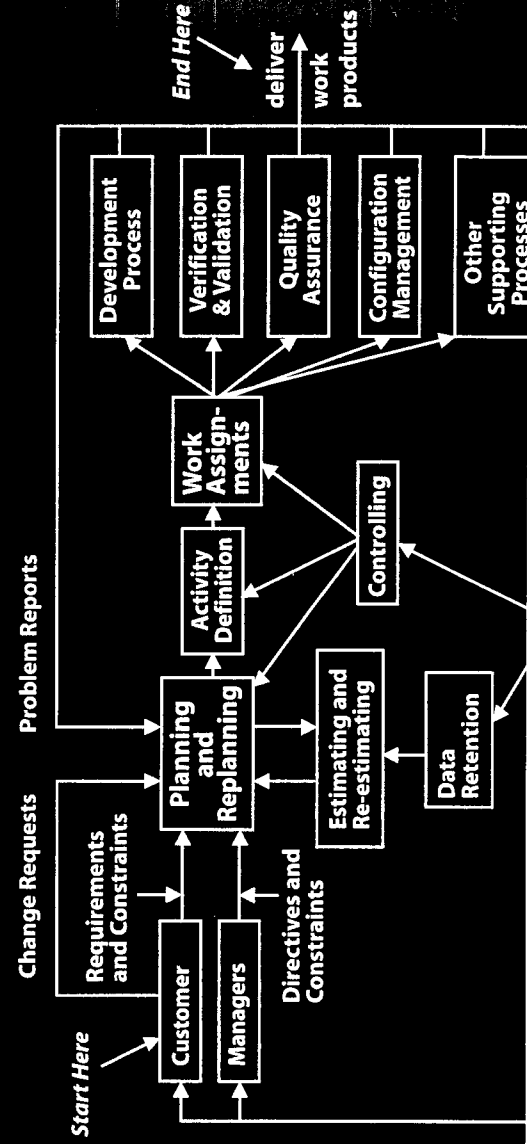 Change Requests
Problem Reports
Start Here
Requirements
and Constraints
Customer
Managers
Directives and
Constraints
Planning
and
Replanning
Estimating and
Re-estimating
Data
Retention
Activity
Definition
Controlling
Work
Assign-
ments
Development
Process
Verification
& Validation
Quality
Assurance
Configuration
Management
Other
Supporting
Processes
End Here
deliver
work
products